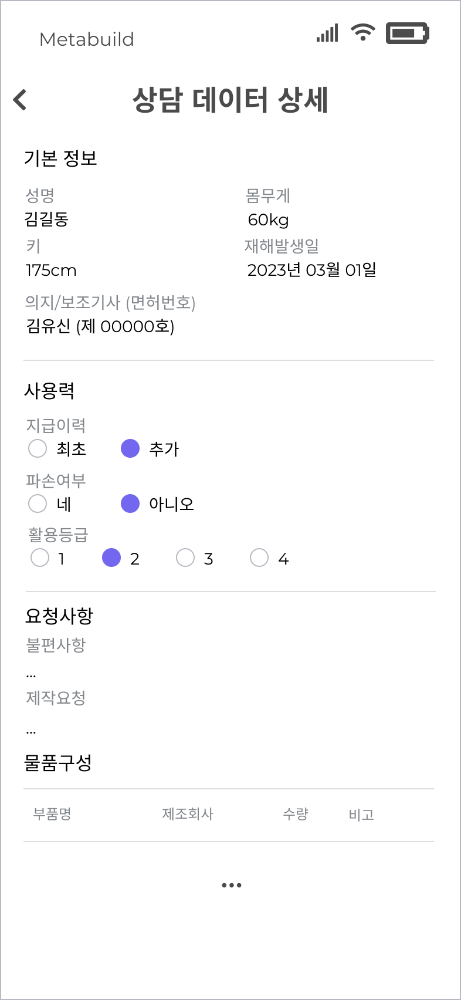 Metabuild
상담 데이터 상세
기본 정보
성명 몸무게
김길동 60kg
키 재해발생일
175cm 2023년 03월 01일
의지/보조기사 (면허번호)
김유신 (제 00000호)
사용력
지급이력
최초 추가
파손여부
네 아니오
활용등급
1 2 3 4
요청사항
불편사항
...
제작요청
...
물품구성
부품명 제조회사 수량 비고
...